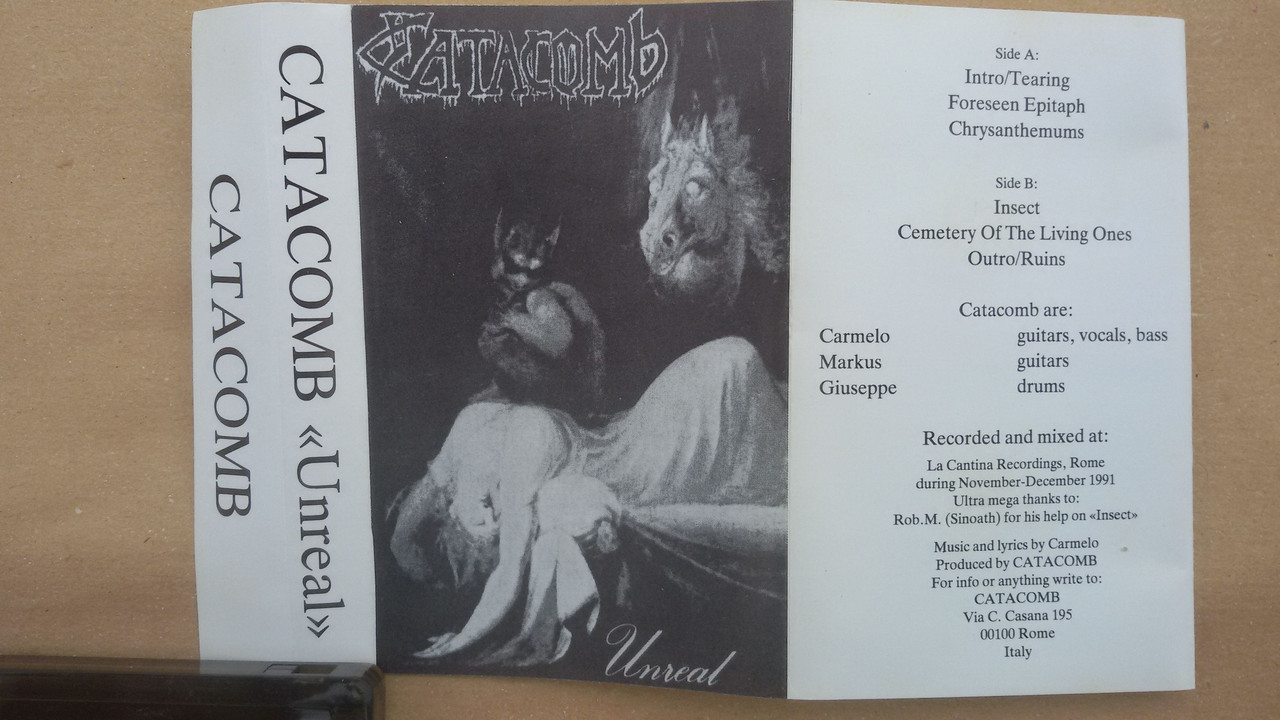 CATACOMB
CATACOMB «Unreal»
CATACOMB
Unreal
Side A:
Intro/Tearing
Foreseen Epitaph
Chrysanthemums
Side B:
Insect
Cemetery Of The Living Ones
Outro/Ruins
Catacomb are:
Carmelo guitars, vocals, bass
Markus guitars
Giuseppe drums
Recorded and mixed at:
La Cantina Recordings, Rome
during November-December 1991
Ultra mega thanks to:
Rob.M. (Sinoath) for his help on «Insect»
Music and lyrics by Carmelo
Produced by CATACOMB
For info or anything write to:
CATACOMB
Via C. Casana 195
00100 Rome
Italy